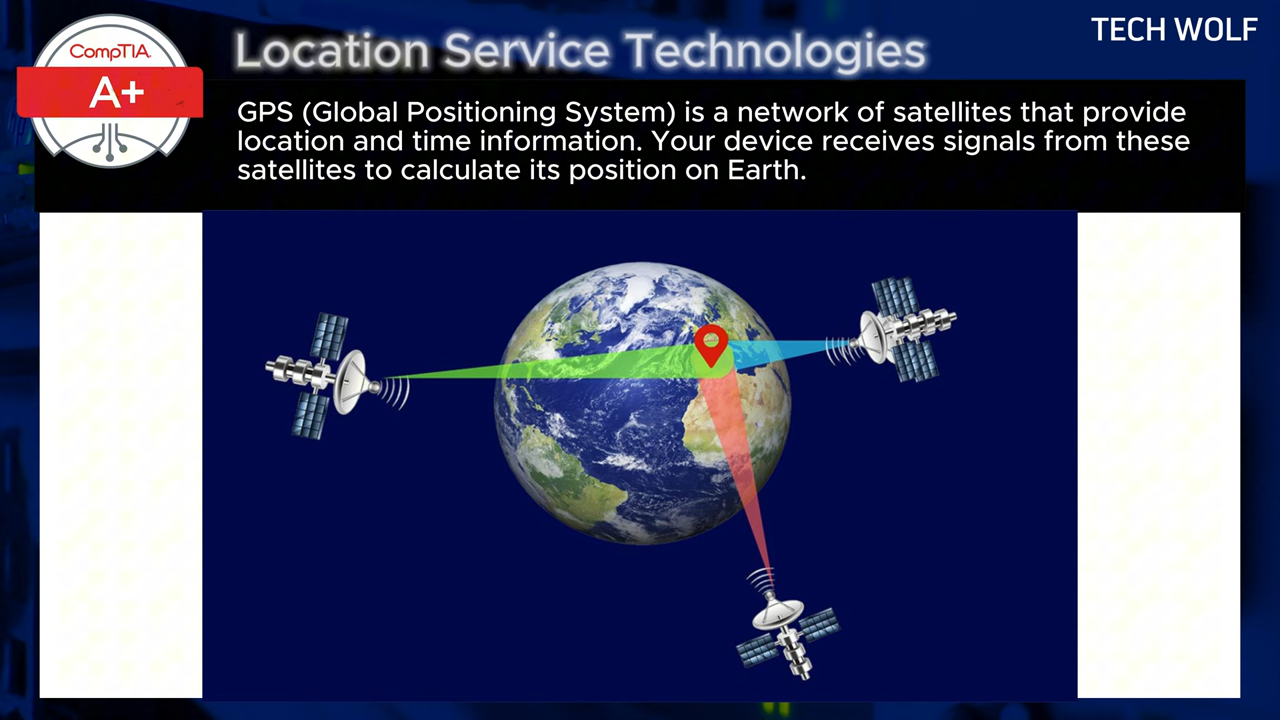 CompTIA.
A+
Location Service Technologies
TECH WOLF
GPS (Global Positioning System) is a network of satellites that provide
location and time information. Your device receives signals from these
satellites to calculate its position on Earth.